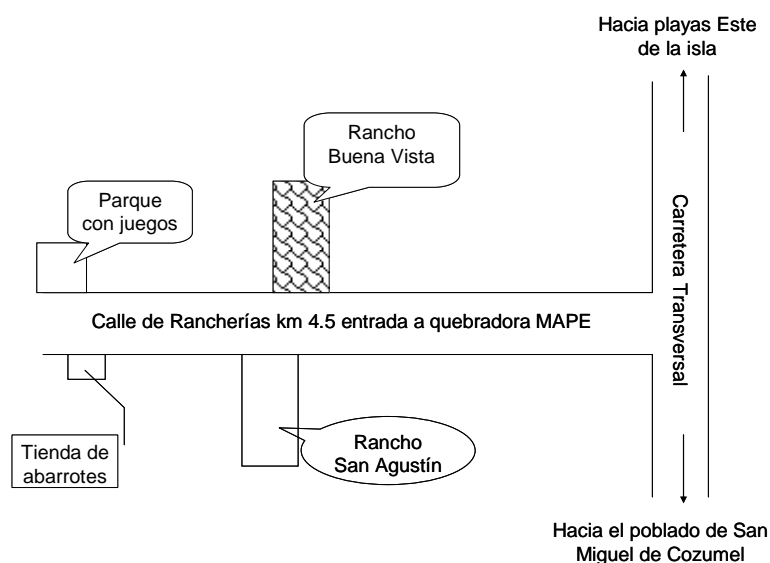 Hacia playas Este
de la isla
Rancho
Buena Vista
Parque
con juegos
Carretera Transversal
Calle de Rancherías km 4.5 entrada a quebradora MAPE
Tienda de
abarrotes
Rancho
San Agustín
Hacia el poblado de San
Miguel de Cozumel